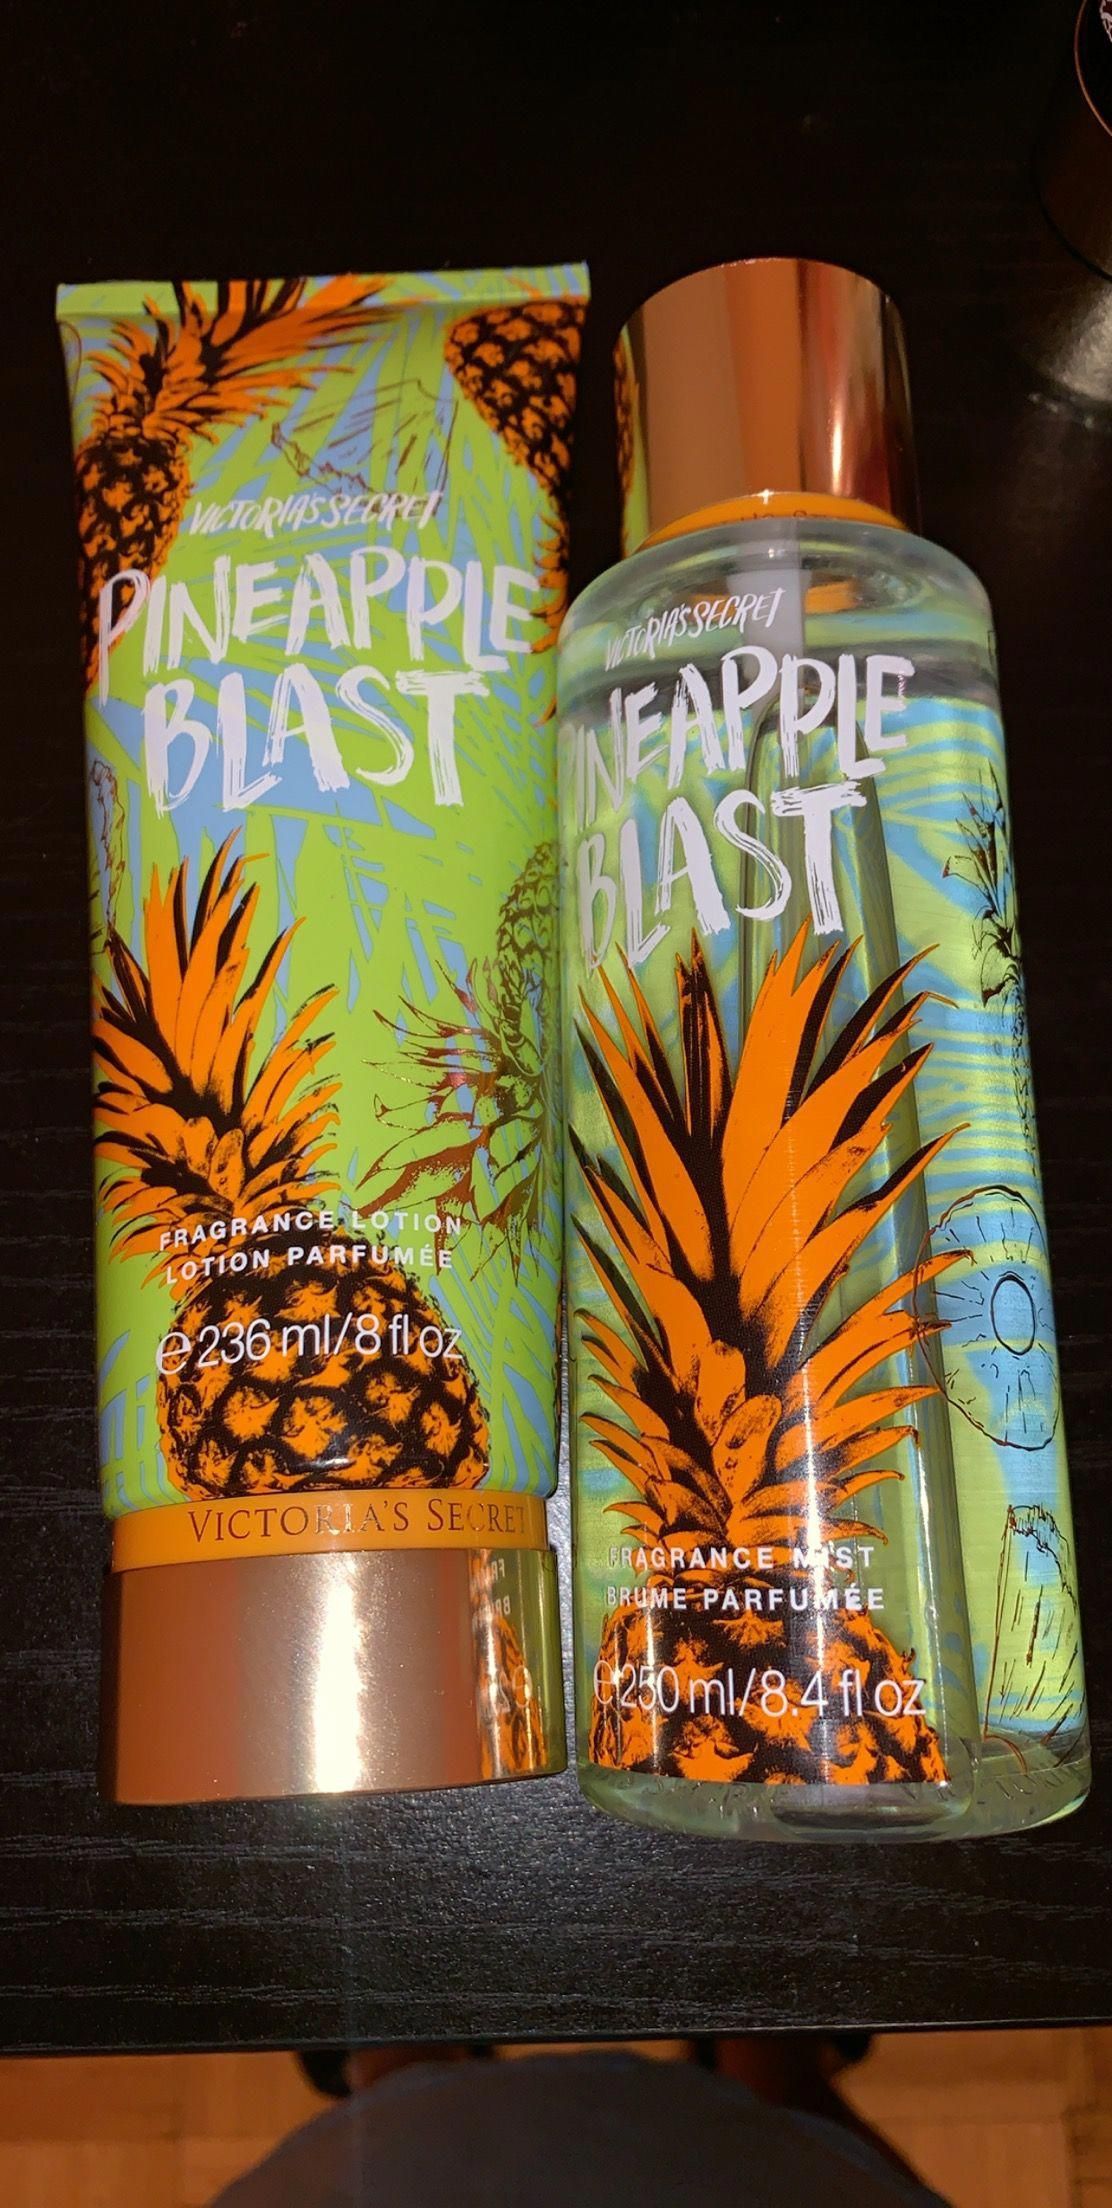 VICTORIA'S SECRET
PINEAPPLE
BLAST
FRAGRANCE LOTION
LOTION PARFUMÉE
e 236 ml/8 fl oz
VICTORIA'S SECRET
VICTORIA'S SECRET
PINEAPPLE
BLAST
FRAGRANCE MIST
BRUME PARFUMÉE
e 250 ml/8.4 fl oz